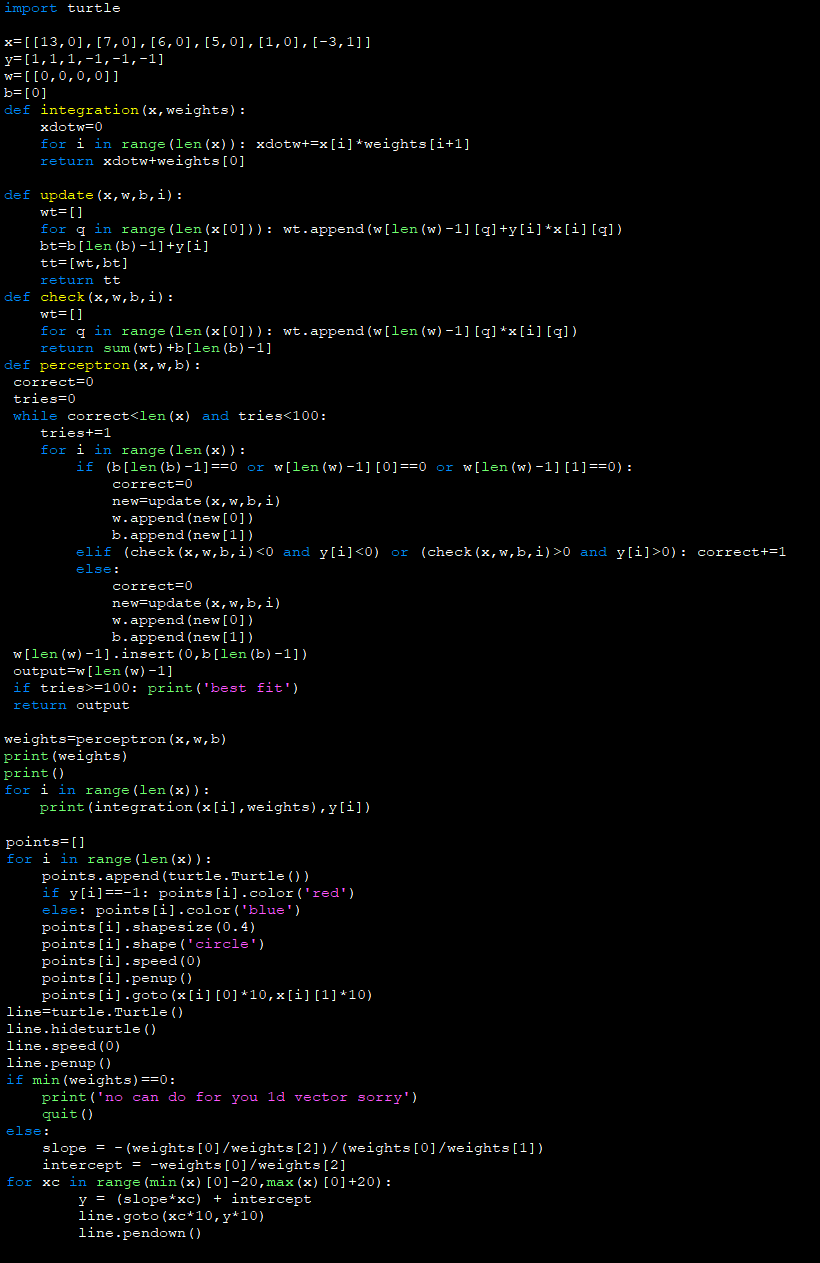 import turtle
x=[[13,0],[7,0],[6,0],[5,0],[1,0],[-3,1]]
y=[1,1,1,-1,-1,-1]
w=[[0,0,0,0]]
b=[0]
def integration(x,weights):
    xdotw=0
    for i in range(len(x)): xdotw+=x[i]*weights[i+1]
    return xdotw+weights[0]

def update(x,w,b,i):
    wt=[]
    for q in range(len(x[0])): wt.append(w[len(w)-1][q]+y[i]*x[i][q])
    bt=b[len(b)-1]+y[i]
    tt=[wt,bt]
    return tt
def check(x,w,b,i):
    wt=[]
    for q in range(len(x[0])): wt.append(w[len(w)-1][q]*x[i][q])
    return sum(wt)+b[len(b)-1]
def perceptron(x,w,b):
 correct=0
 tries=0
 while correct<len(x) and tries<100:
    tries+=1
    for i in range(len(x)):
        if (b[len(b)-1]==0 or w[len(w)-1][0]==0 or w[len(w)-1][1]==0):
            correct=0
            new=update(x,w,b,i)
            w.append(new[0])
            b.append(new[1])
        elif (check(x,w,b,i)<0 and y[i]<0) or (check(x,w,b,i)>0 and y[i]>0): correct+=1
        else:
            correct=0
            new=update(x,w,b,i)
            w.append(new[0])
            b.append(new[1])
 w[len(w)-1].insert(0,b[len(b)-1])
 output=w[len(w)-1]
 if tries>=100: print('best fit')
 return output

weights=perceptron(x,w,b)
print(weights)
print()
for i in range(len(x)):
    print(integration(x[i],weights),y[i])

points=[]
for i in range(len(x)):
    points.append(turtle.Turtle())
    if y[i]==-1: points[i].color('red')
    else: points[i].color('blue')
    points[i].shapesize(0.4)
    points[i].shape('circle')
    points[i].speed(0)
    points[i].penup()
    points[i].goto(x[i][0]*10,x[i][1]*10)
line=turtle.Turtle()
line.hideturtle()
line.speed(0)
line.penup()
if min(weights)==0:
    print('no can do for you 1d vector sorry')
    quit()
else:
    slope = -(weights[0]/weights[2])/(weights[0]/weights[1])
    intercept = -weights[0]/weights[2]
for xc in range(min(x)[0]-20,max(x)[0]+20):
        y = (slope*xc) + intercept
        line.goto(xc*10,y*10)
        line.pendown()